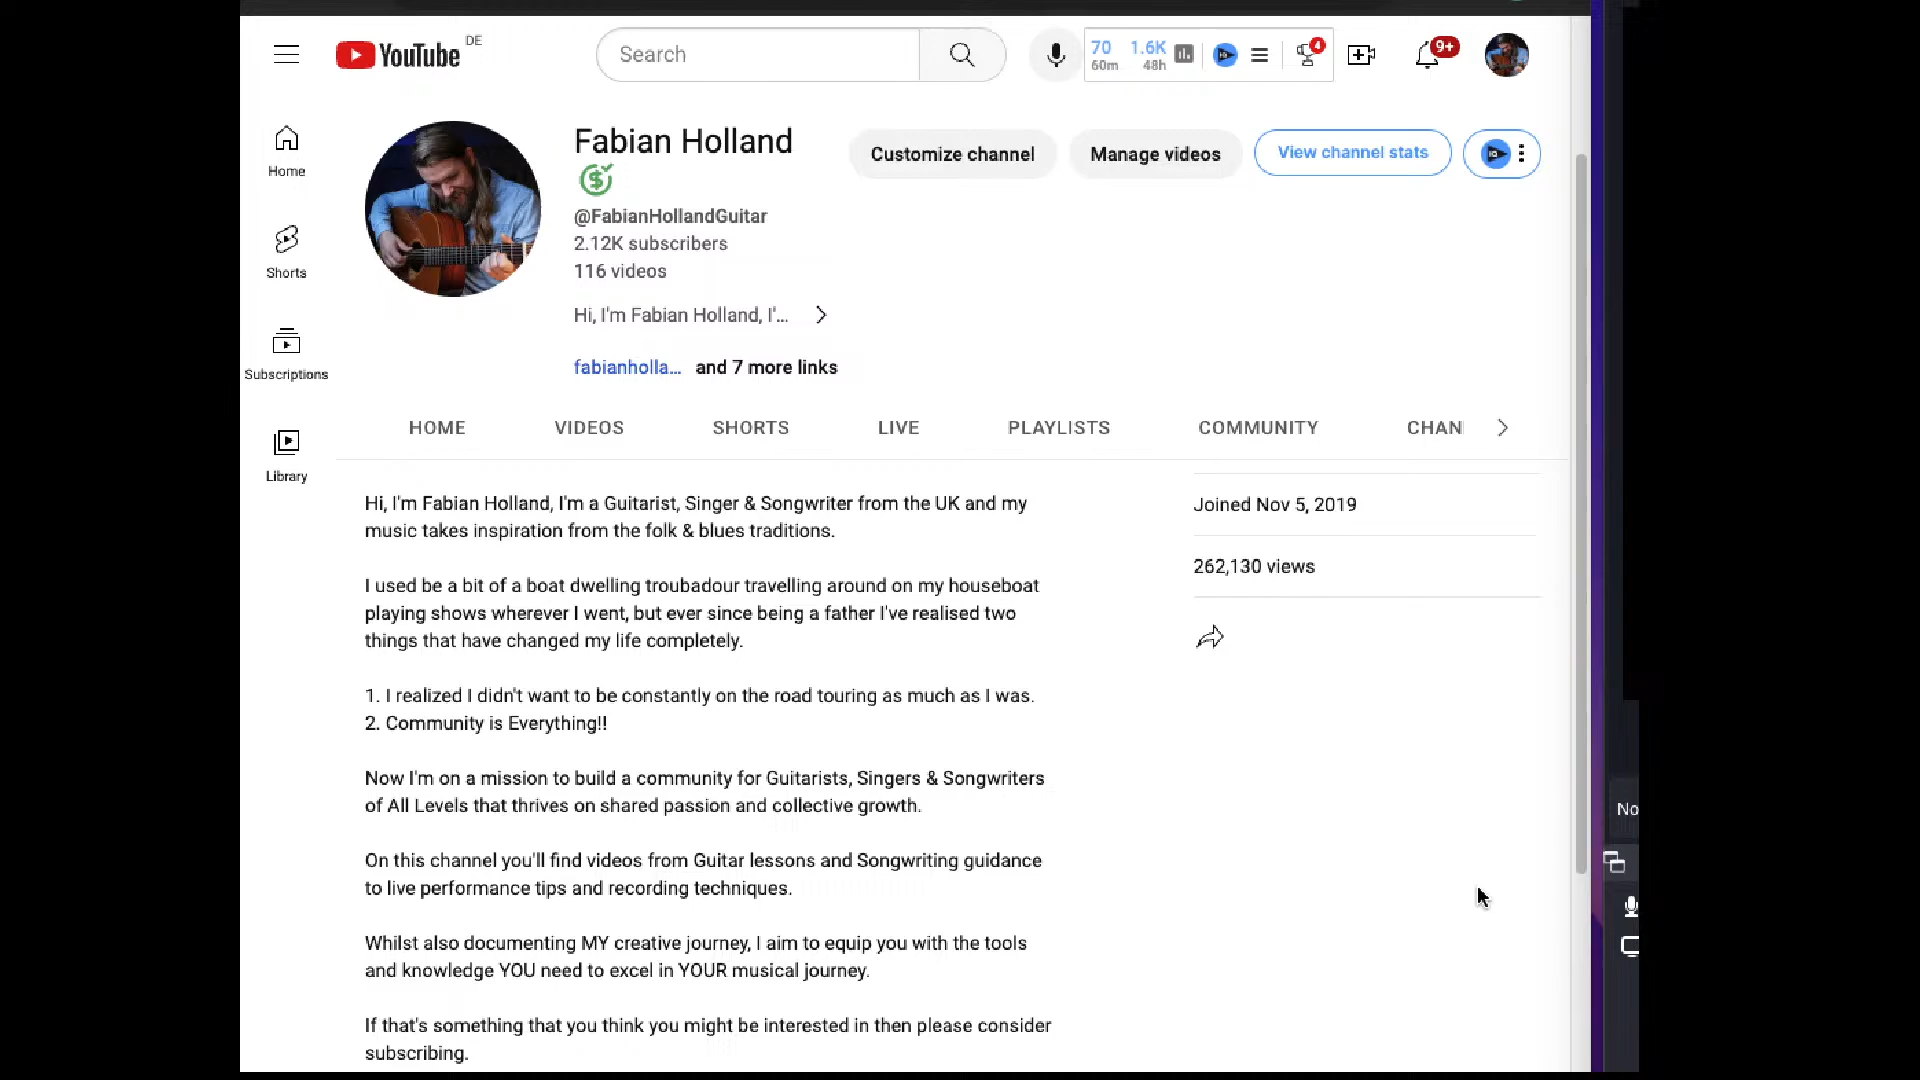 YouTube DE
Search
70 1.6K
60m 48h
4
9+
Home
Shorts
Subscriptions
Library
Fabian Holland
@FabianHollandGuitar
2.12K subscribers
116 videos
Hi, I'm Fabian Holland, I'...
fabianholla... and 7 more links
Customize channel
Manage videos
View channel stats
HOME VIDEOS SHORTS LIVE PLAYLISTS COMMUNITY CHAN
Hi, I'm Fabian Holland, I'm a Guitarist, Singer & Songwriter from the UK and my
music takes inspiration from the folk & blues traditions.
I used be a bit of a boat dwelling troubadour travelling around on my houseboat
playing shows wherever I went, but ever since being a father I've realised two
things that have changed my life completely.
1. I realized I didn't want to be constantly on the road touring as much as I was.
2. Community is Everything!!
Now I'm on a mission to build a community for Guitarists, Singers & Songwriters
of All Levels that thrives on shared passion and collective growth.
On this channel you'll find videos from Guitar lessons and Songwriting guidance
to live performance tips and recording techniques.
Whilst also documenting MY creative journey, I aim to equip you with the tools
and knowledge YOU need to excel in YOUR musical journey.
If that's something that you think you might be interested in then please consider
subscribing.
Joined Nov 5, 2019
262,130 views
No